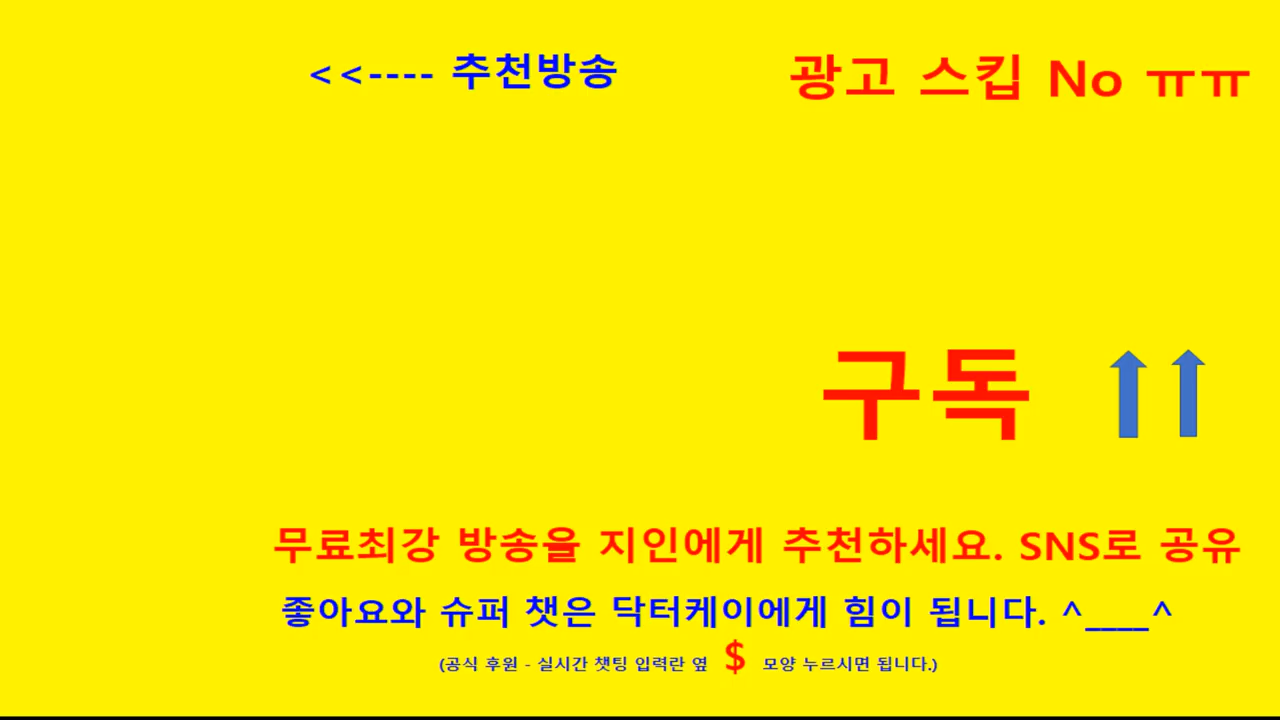 <<---- 추천방송
광고 스킵 No ㅠㅠ
구독
무료최강 방송을 지인에게 추천하세요. SNS로 공유
좋아요와 슈퍼 챗은 닥터케이에게 힘이 됩니다. ^____^
(공식 후원 - 실시간 챗팅 입력란 옆 $ 모양 누르시면 됩니다.)